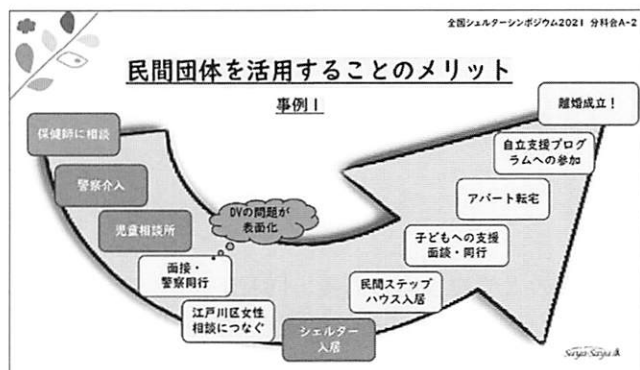 全国シェルターシンポジウム2021 分科会A-2
民間団体を活用することのメリット
事例1
保健師に相談
警察介入
児童相談所
DVの問題が
表面化
面接・
警察同行
江戸川区女性
相談につなぐ
シェルター
入居
民間ステップ
ハウス入居
子どもへの支援
面談・同行
アパート転宅
自立支援プログ
ラムへの参加
離婚成立！
Saya-Saya